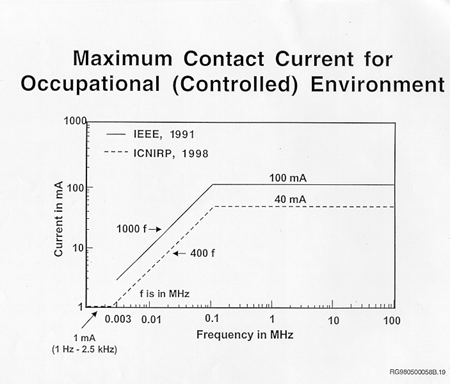 Maximum Contact Current for
Occupational (Controlled) Environment
1000
IEEE, 1991
ICNIRP, 1998
100 mA
100
40 mA
Current in mA
1000 f
400 f
10
f is in MHz
1
0.003
0.01
0.1
1
10
100
1 mA
(1 Hz - 2.5 kHz)
Frequency in MHz
RG980500058B.19